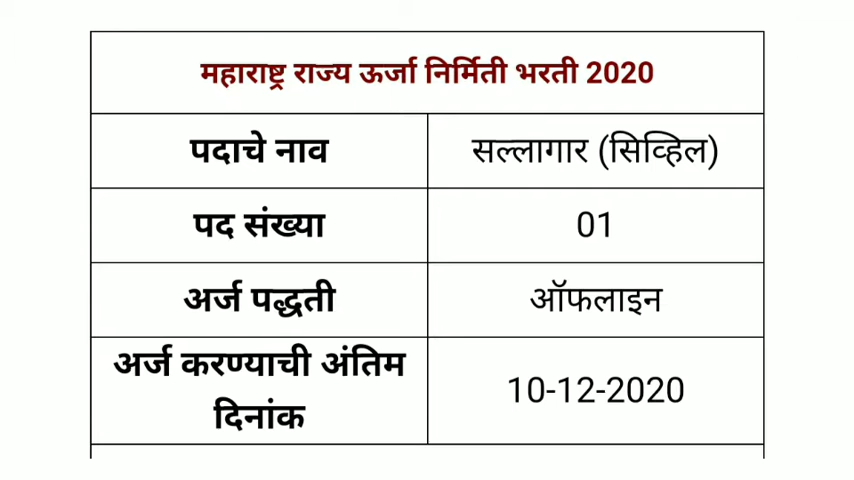 महाराष्ट्र राज्य ऊर्जा निर्मिती भरती 2020
पदाचे नाव सल्लागार (सिव्हिल)
पद संख्या 01
अर्ज पद्धती ऑफलाइन
अर्ज करण्याची अंतिम
दिनांक 10-12-2020